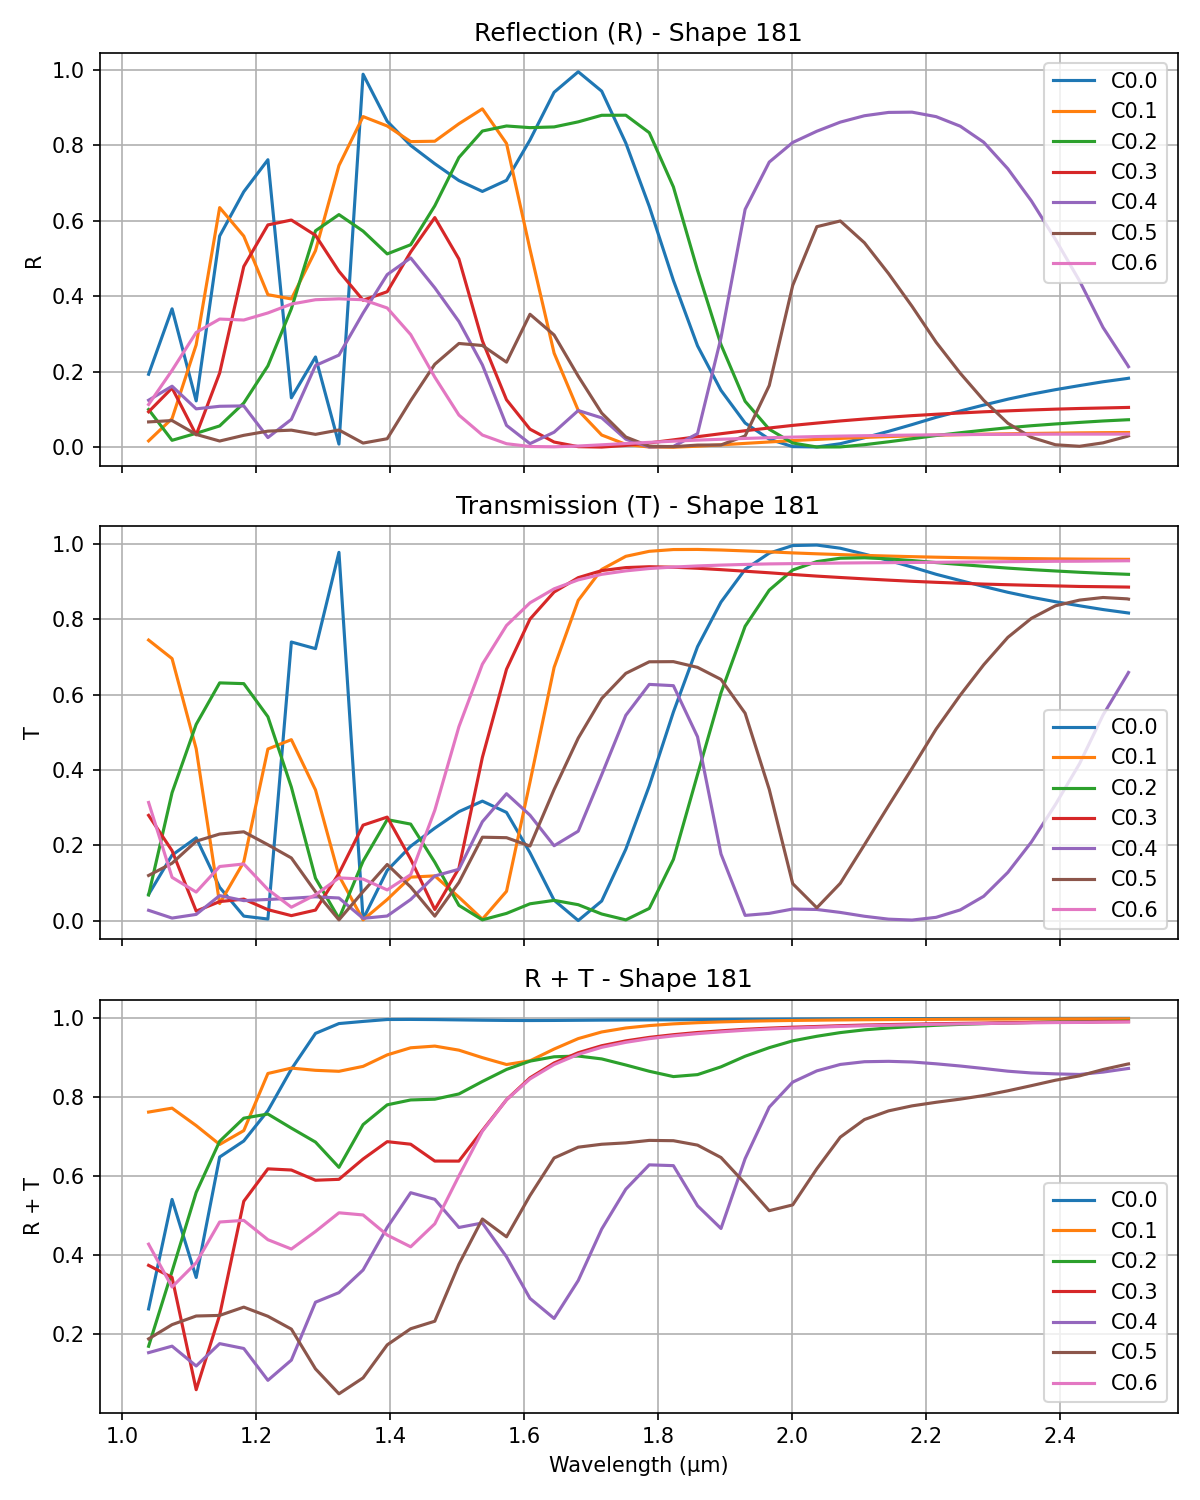 Reflection (R) - Shape 181
1.0
0.8
0.6
0.4
0.2
0.0
R
C0.0
C0.1
C0.2
C0.3
C0.4
C0.5
C0.6
Transmission (T) - Shape 181
1.0
0.8
0.6
0.4
0.2
0.0
T
C0.0
C0.1
C0.2
C0.3
C0.4
C0.5
C0.6
R + T - Shape 181
1.0
0.8
0.6
0.4
0.2
R + T
C0.0
C0.1
C0.2
C0.3
C0.4
C0.5
C0.6
1.0 1.2 1.4 1.6 1.8 2.0 2.2 2.4
Wavelength (μm)